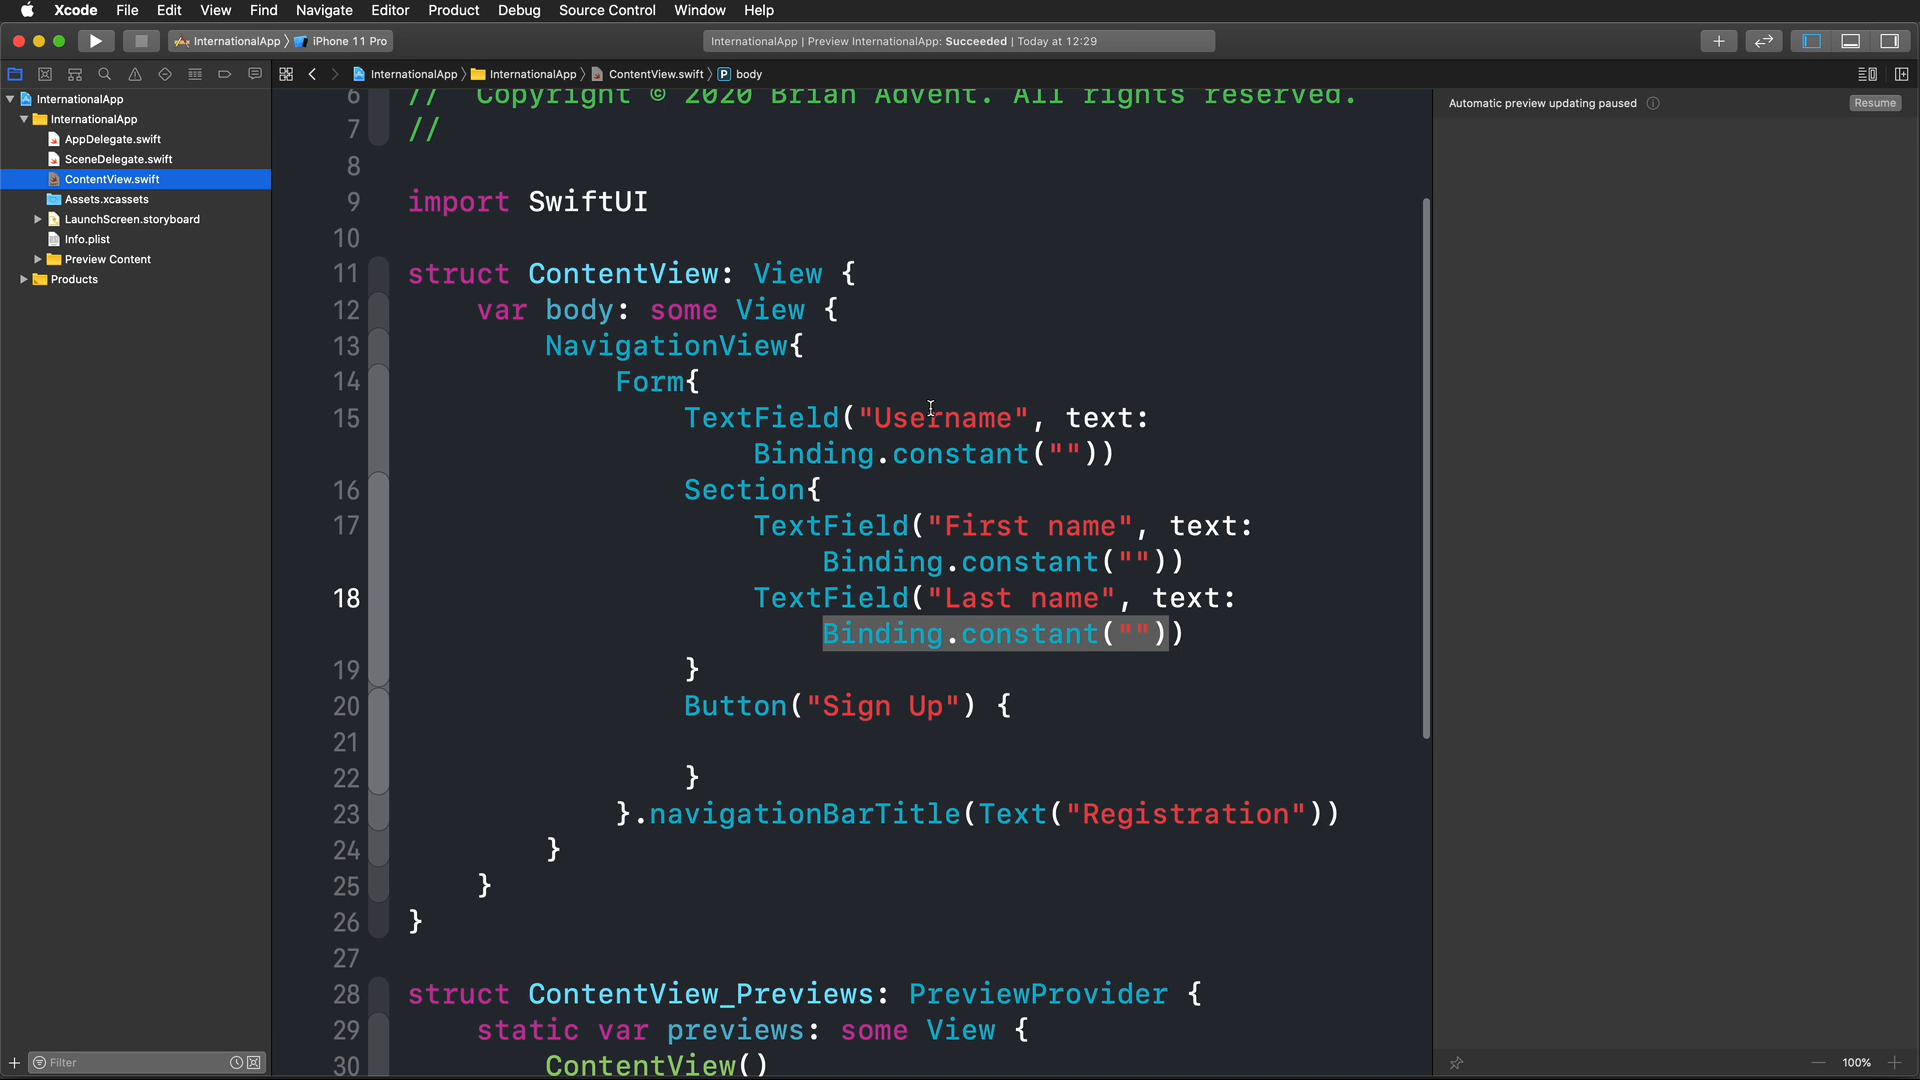 Xcode File Edit View Find Navigate Editor Product Debug Source Control Window Help
InternationalApp iPhone 11 Pro
InternationalApp | Preview InternationalApp: Succeeded | Today at 12:29
InternationalApp InternationalApp ContentView.swift P body
InternationalApp
InternationalApp
AppDelegate.swift
SceneDelegate.swift
ContentView.swift
Assets.xcassets
LaunchScreen.storyboard
Info.plist
Preview Content
Products
Filter
6 // Copyright © 2020 Brian Advent. All rights reserved.
7 //
8
9 import SwiftUI
10
11 struct ContentView: View {
12 var body: some View {
13 NavigationView{
14 Form{
15 TextField("Username", text:
Binding.constant(""))
16 Section{
17 TextField("First name", text:
Binding.constant(""))
18 TextField("Last name", text:
Binding.constant(""))
19 }
20 Button("Sign Up") {
21
22 }
23 }.navigationBarTitle(Text("Registration"))
24 }
25 }
26 }
27
28 struct ContentView_Previews: PreviewProvider {
29 static var previews: some View {
30 ContentView()
Automatic preview updating paused
Resume
100%